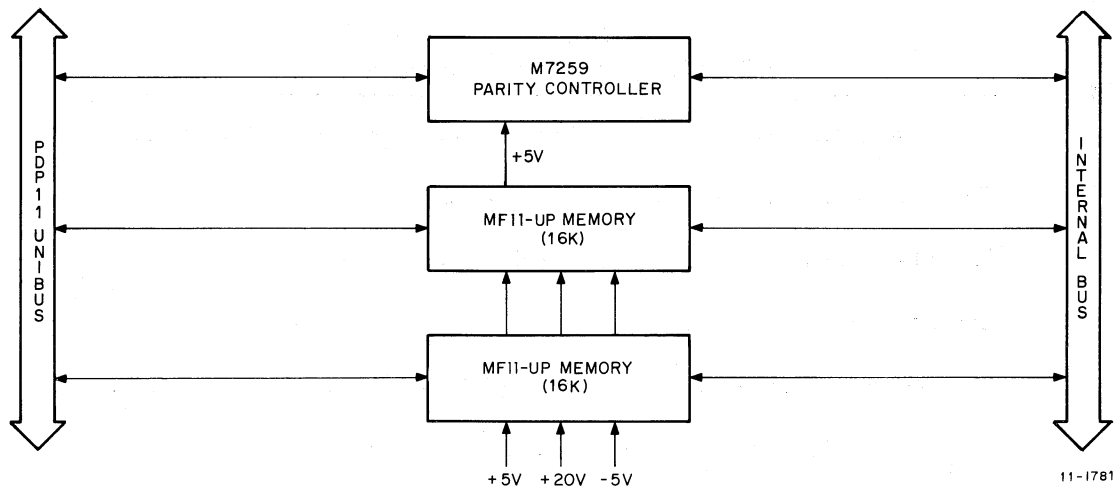 PDP11 UNIBUS
M7259
PARITY CONTROLLER
+5V
MF11-UP MEMORY
(16K)
MF11-UP MEMORY
(16K)
+5V +20V -5V
INTERNAL BUS
11-1781